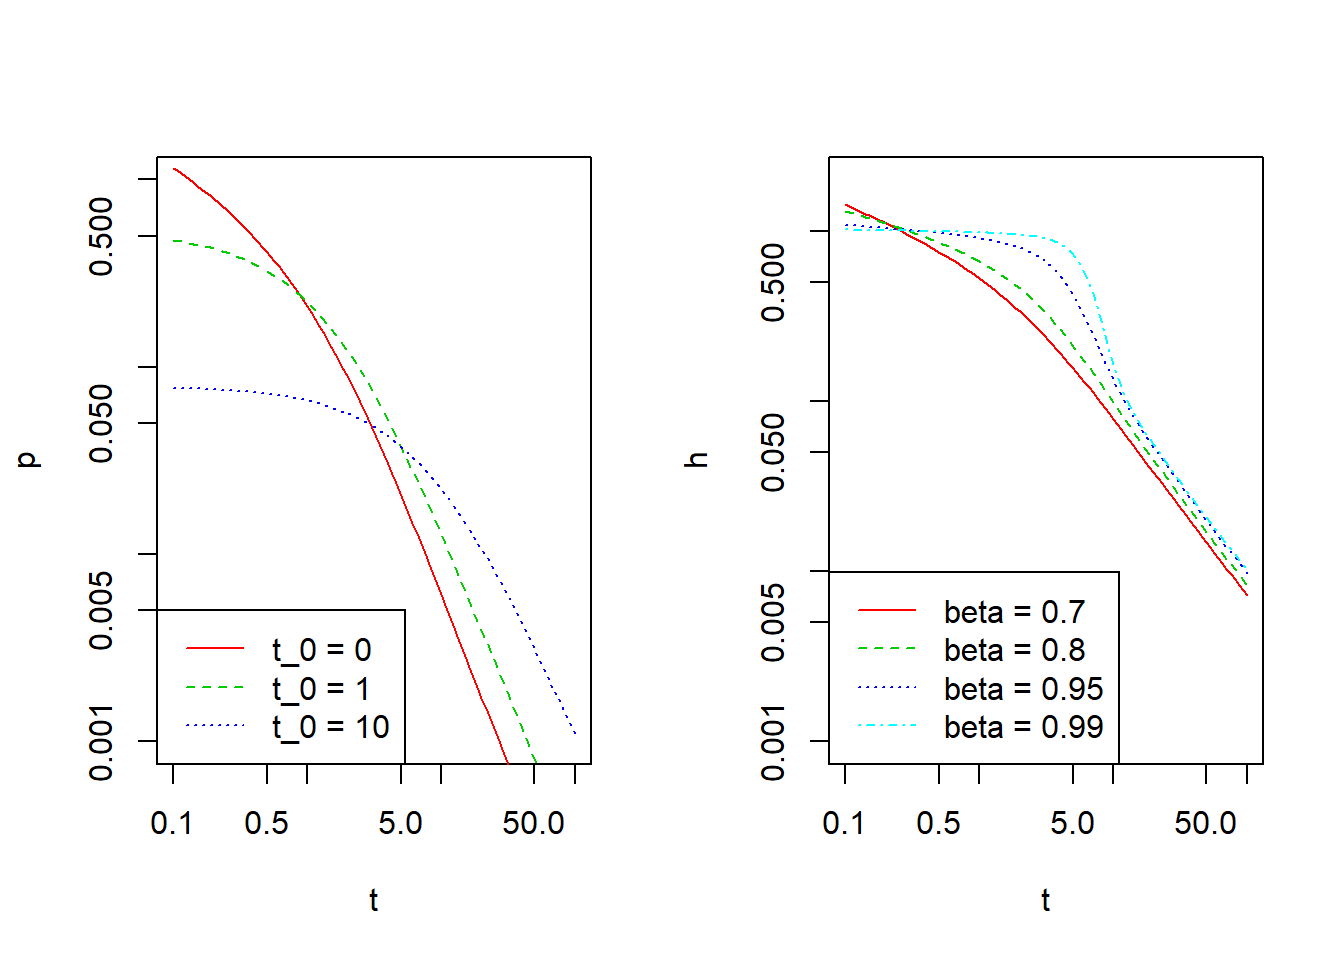 p
0.500
0.050
0.005
0.001
t_0 = 0
t_0 = 1
t_0 = 10
0.1 0.5 5.0 50.0
t
h
0.500
0.050
0.005
0.001
beta = 0.7
beta = 0.8
beta = 0.95
beta = 0.99
0.1 0.5 5.0 50.0
t